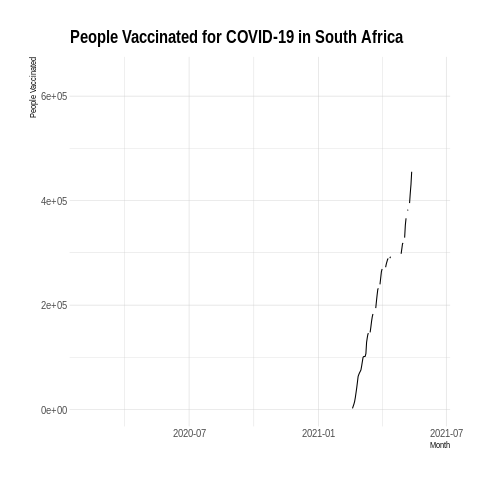 People Vaccinated for COVID-19 in South Africa
People Vaccinated
6e+05
4e+05
2e+05
0e+00
2020-07 2021-01 2021-07
Month